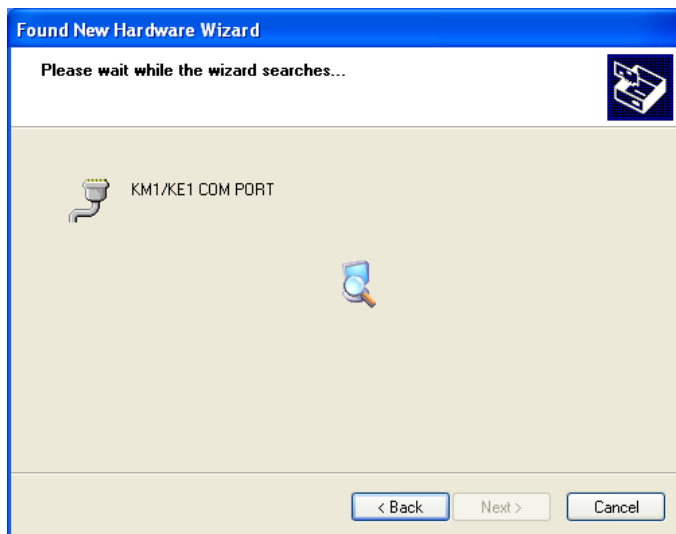 Found New Hardware Wizard
Please wait while the wizard searches...
KM1/KE1 COM PORT
< Back
Next >
Cancel